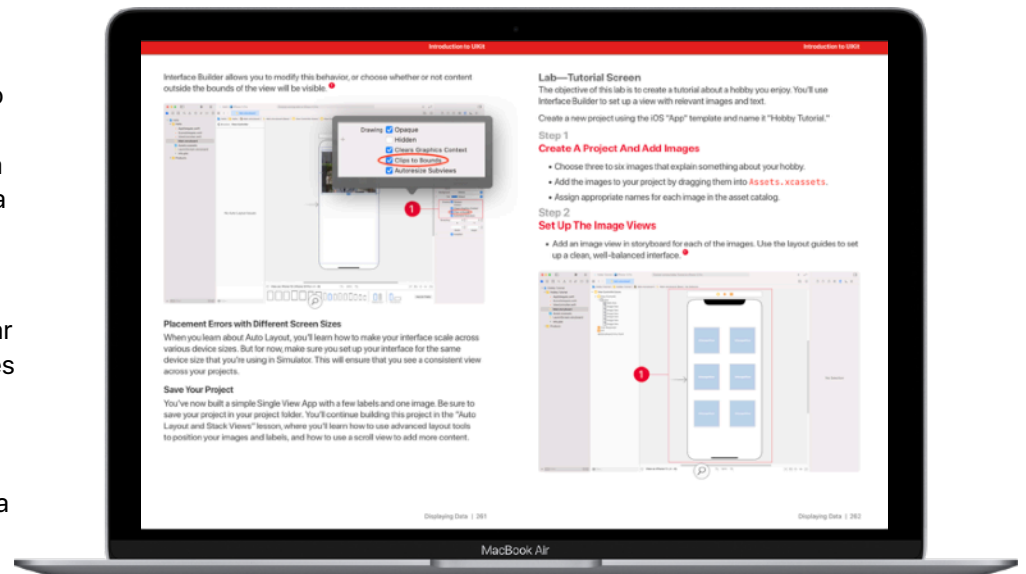 o
a
ar
es
a
Introduction to UIKit
Interface Builder allows you to modify this behavior, or choose whether or not content
outside the bounds of the view will be visible.
Drawing Opaque
Hidden
Clears Graphics Context
Clips to Bounds
Autoresize Subviews
1
Placement Errors with Different Screen Sizes
When you learn about Auto Layout, you'll learn how to make your interface scale across
various device sizes. But for now, make sure you set up your interface for the same
device size that you're using in Simulator. This will ensure that you see a consistent view
across your projects.
Save Your Project
You've now built a simple Single View App with a few labels and one image. Be sure to
save your project in your project folder. You'll continue building this project in the "Auto
Layout and Stack Views" lesson, where you'll learn how to use advanced layout tools
to position your images and labels, and how to use a scroll view to add more content.
Displaying Data | 261
Introduction to UIKit
Lab—Tutorial Screen
The objective of this lab is to create a tutorial about a hobby you enjoy. You'll use
Interface Builder to set up a view with relevant images and text.
Create a new project using the iOS "App" template and name it "Hobby Tutorial."
Step 1
Create A Project And Add Images
• Choose three to six images that explain something about your hobby.
• Add the images to your project by dragging them into Assets.xcassets.
• Assign appropriate names for each image in the asset catalog.
Step 2
Set Up The Image Views
• Add an image view in storyboard for each of the images. Use the layout guides to set
up a clean, well-balanced interface.
1
Displaying Data | 262
MacBook Air